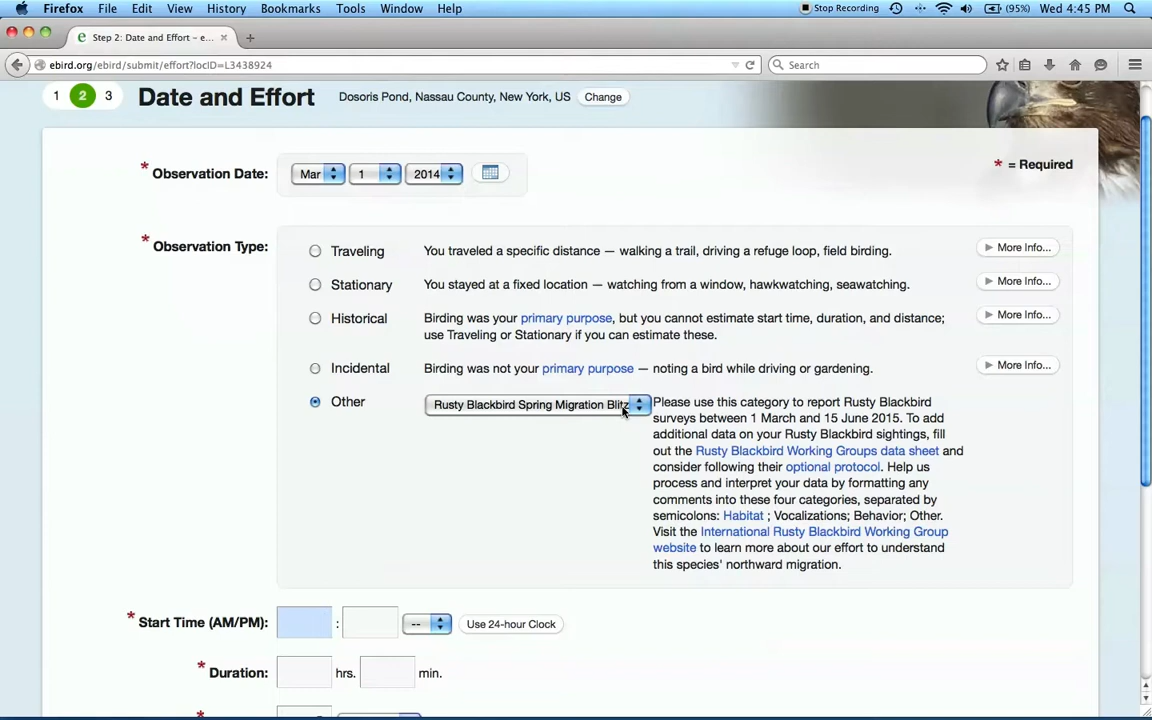 Firefox File Edit View History Bookmarks Tools Window Help Stop Recording (95%) Wed 4:45 PM
Step 2: Date and Effort – e...
ebird.org/ebird/submit/effort?locID=L3438924 Search
1 2 3 Date and Effort Dosoris Pond, Nassau County, New York, US Change
* = Required
* Observation Date: Mar 1 2014
* Observation Type:
Traveling You traveled a specific distance — walking a trail, driving a refuge loop, field birding. More Info...
Stationary You stayed at a fixed location — watching from a window, hawkwatching, seawatching. More Info...
Historical Birding was your primary purpose, but you cannot estimate start time, duration, and distance; More Info...
use Traveling or Stationary if you can estimate these.
Incidental Birding was not your primary purpose — noting a bird while driving or gardening. More Info...
Other Rusty Blackbird Spring Migration Blitz Please use this category to report Rusty Blackbird
surveys between 1 March and 15 June 2015. To add
additional data on your Rusty Blackbird sightings, fill
out the Rusty Blackbird Working Groups data sheet and
consider following their optional protocol. Help us
process and interpret your data by formatting any
comments into these four categories, separated by
semicolons: Habitat ; Vocalizations; Behavior; Other.
Visit the International Rusty Blackbird Working Group
website to learn more about our effort to understand
this species' northward migration.
* Start Time (AM/PM): : -- Use 24-hour Clock
* Duration: hrs. min.
*